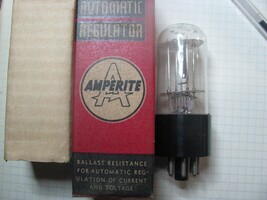 AUTOMATIC
REGULATOR
AMPERITE
BALLAST RESISTANCE
FOR AUTOMATIC REG-
ULATION OF CURRENT
AND VOLTAGE